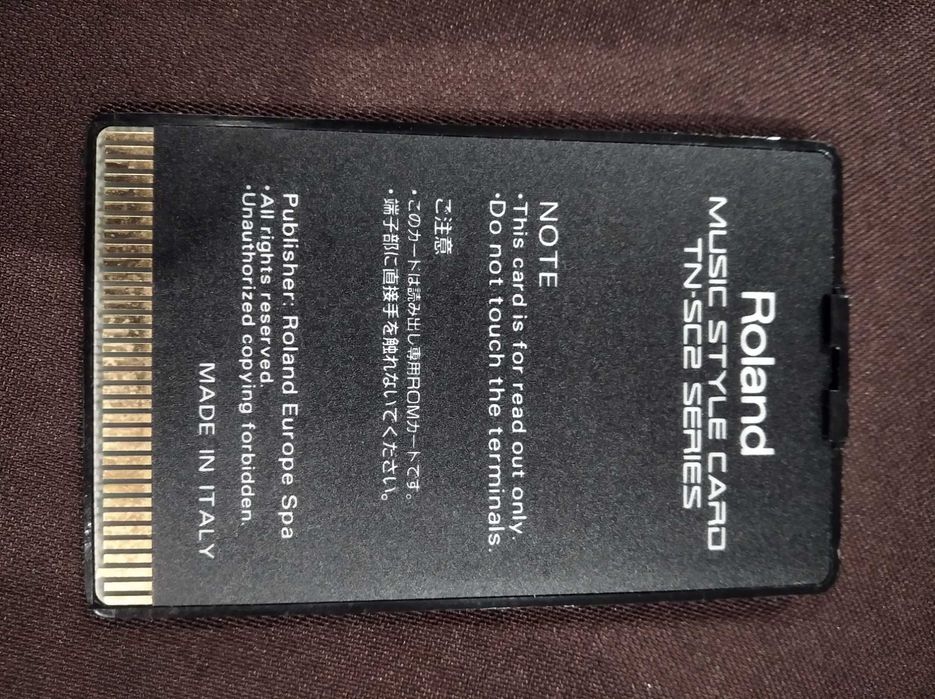 Roland
MUSIC STYLE CARD
TN-SC2 SERIES
NOTE
・This card is for read out only.
・Do not touch the terminals.
ご注意
・このカードは読み出し専用ROMカードです。
・端子部に直接手を触れないでください。
Publisher: Roland Europe Spa
・All rights reserved.
・Unauthorized copying forbidden.
MADE IN ITALY